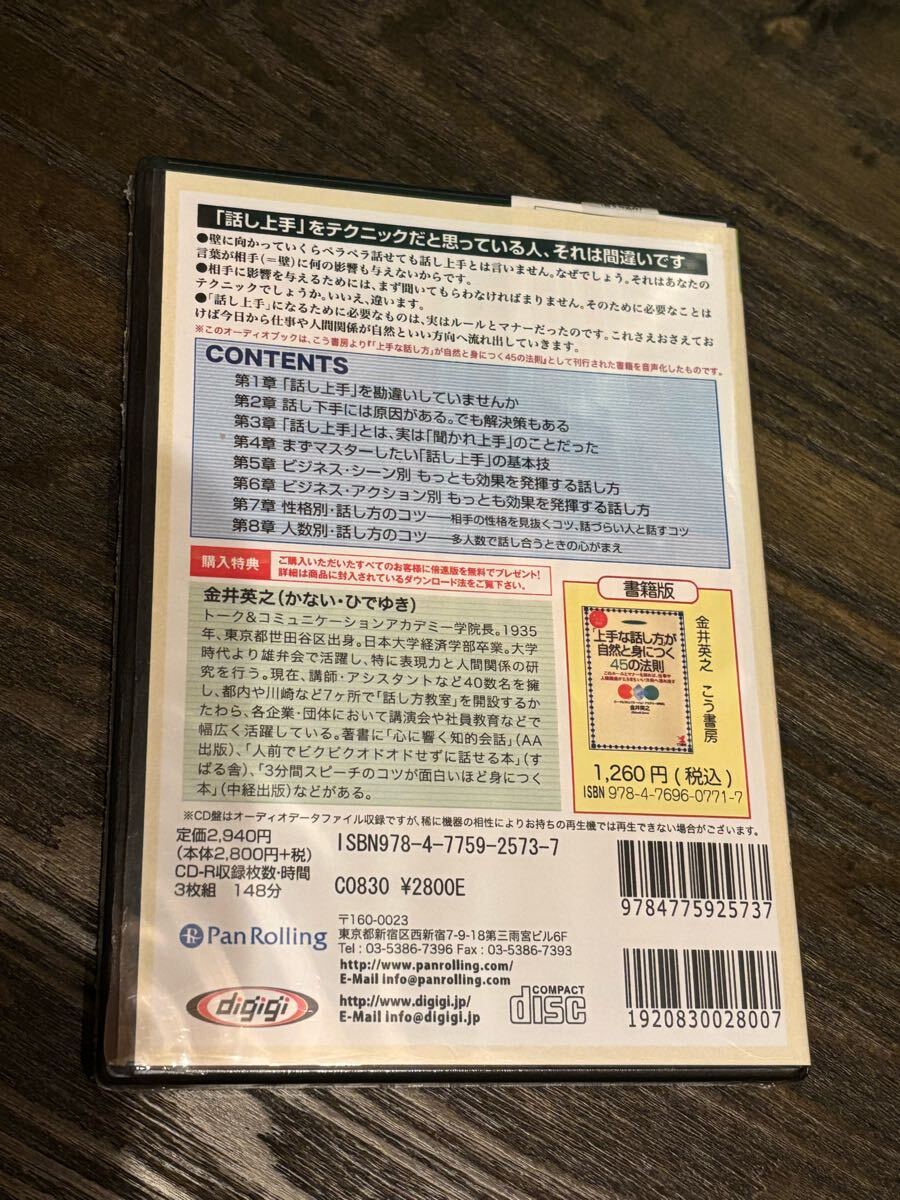 「話し上手」をテクニックだと思っている人、それは間違いです
●壁に向かっていくらペラペラ話せても話し上手とは言いません。なぜでしょう。それはあなたの
言葉が相手(=壁)に何の影響も与えないからです。
●相手に影響を与えるためには、まず聞いてもらわなければまりません。そのために必要なことは
テクニックでしょうか。いいえ、違います。
●「話し上手」になるために必要なものは、実はルールとマナーだったのです。これさえおさえてお
けば今日から仕事や人間関係が自然といい方向へ流れ出していきます。
※このオーディオブックは、こう書房より『「上手な話し方」が自然と身につく45の法則』として刊行された書籍を音声化したものです。
CONTENTS
第1章「話し上手」を勘違いしていませんか
第2章 話し下手には原因がある。でも解決策もある
第3章「話し上手」とは、実は「聞かれ上手」のことだった
第4章 まずマスターしたい「話し上手」の基本技
第5章 ビジネス・シーン別 もっとも効果を発揮する話し方
第6章 ビジネス・アクション別 もっとも効果を発揮する話し方
第7章 性格別・話し方のコツ――相手の性格を見抜くコツ、話づらい人と話すコツ
第8章 人数別・話し方のコツ――多人数で話し合うときの心がまえ
購入特典
ご購入いただいたすべてのお客様に倍速版を無料でプレゼント!
詳細は商品に封入されているダウンロード法をご覧下さい。
金井英之(かない・ひでゆき)
トーク&コミュニケーションアカデミー学院長。1935
年、東京都世田谷区出身。日本大学経済学部卒業。大学
時代より雄弁会で活躍し、特に表現力と人間関係の研
究を行う。現在、講師・アシスタントなど40数名を擁
し、都内や川崎など7ヶ所で「話し方教室」を開設するか
たわら、各企業・団体において講演会や社員教育などで
幅広く活躍している。著書に「心に響く知的会話」(AA
出版)、「人前でビクビクオドオドせずに話せる本」(す
ばる舎)、「3分間スピーチのコツが面白いほど身につく
本」(中経出版)などがある。
書籍版
上手な話し方が
自然と身につく
45の法則
金井英之
金井英之 こう書房
1,260円(税込)
ISBN 978-4-7696-0771-7
※CD盤はオーディオデータファイル収録ですが、稀に機器の相性によりお持ちの再生機では再生できない場合がございます。
定価2,940円
(本体2,800円+税)
CD-R収録枚数・時間
3枚組 148分
ISBN978-4-7759-2573-7
C0830 ¥2800E
9784775925737
PanRolling
〒160-0023
東京都新宿区西新宿7-9-18第三雨宮ビル6F
Tel : 03-5386-7396 Fax : 03-5386-7393
http://www.panrolling.com/
E-Mail info@panrolling.com
digigi
http://www.digigi.jp/
E-Mail info@digigi.jp
COMPACT
disc
1920830028007